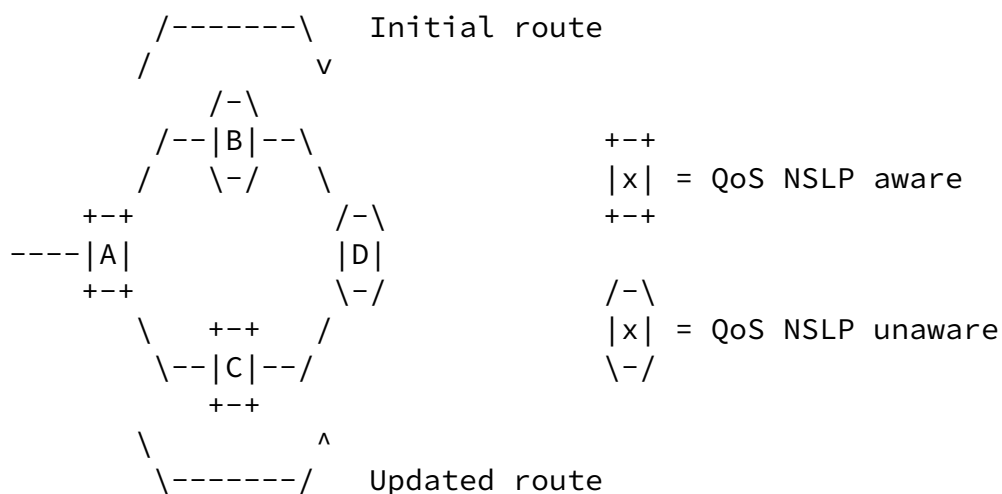 /-------\   Initial route
/         v
/-\
/--|B|--\                +-+
/   \-/   \               |x| = QoS NSLP aware
+-+           /-\            +-+
----|A|           |D|
+-+           \-/            /-\
\   +-+   /               |x| = QoS NSLP unaware
\--|C|--/                \-/
+-+
\         ^
\-------/   Updated route